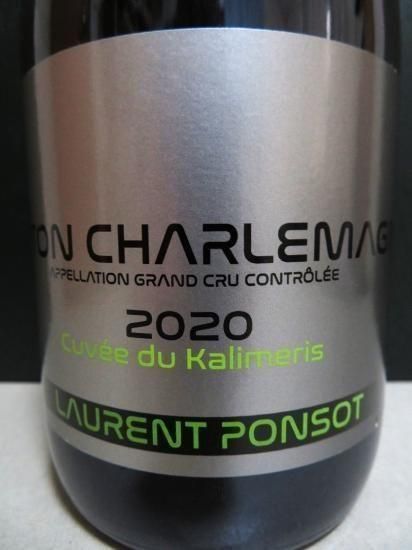 TON CHARLEMAG
APPELLATION GRAND CRU CONTRÔLÉE
2020
Cuvée du Kalimeris
LAURENT PONSOT